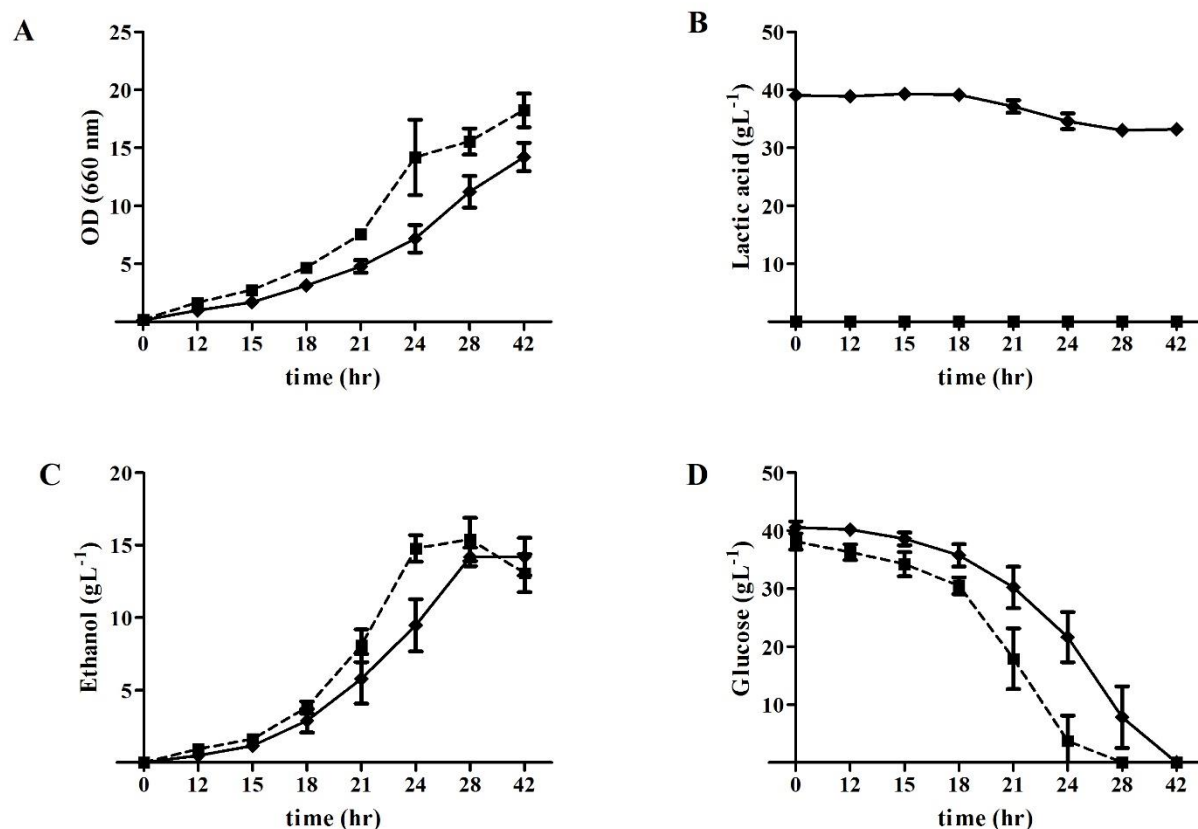 A
OD (660 nm)
25
20
15
10
5
0 12 15 18 21 24 28 42
time (hr)
B
Lactic acid (gL⁻¹)
50
40
30
20
10
0 12 15 18 21 24 28 42
time (hr)
C
Ethanol (gL⁻¹)
20
15
10
5
0 12 15 18 21 24 28 42
time (hr)
D
Glucose (gL⁻¹)
50
40
30
20
10
0 12 15 18 21 24 28 42
time (hr)